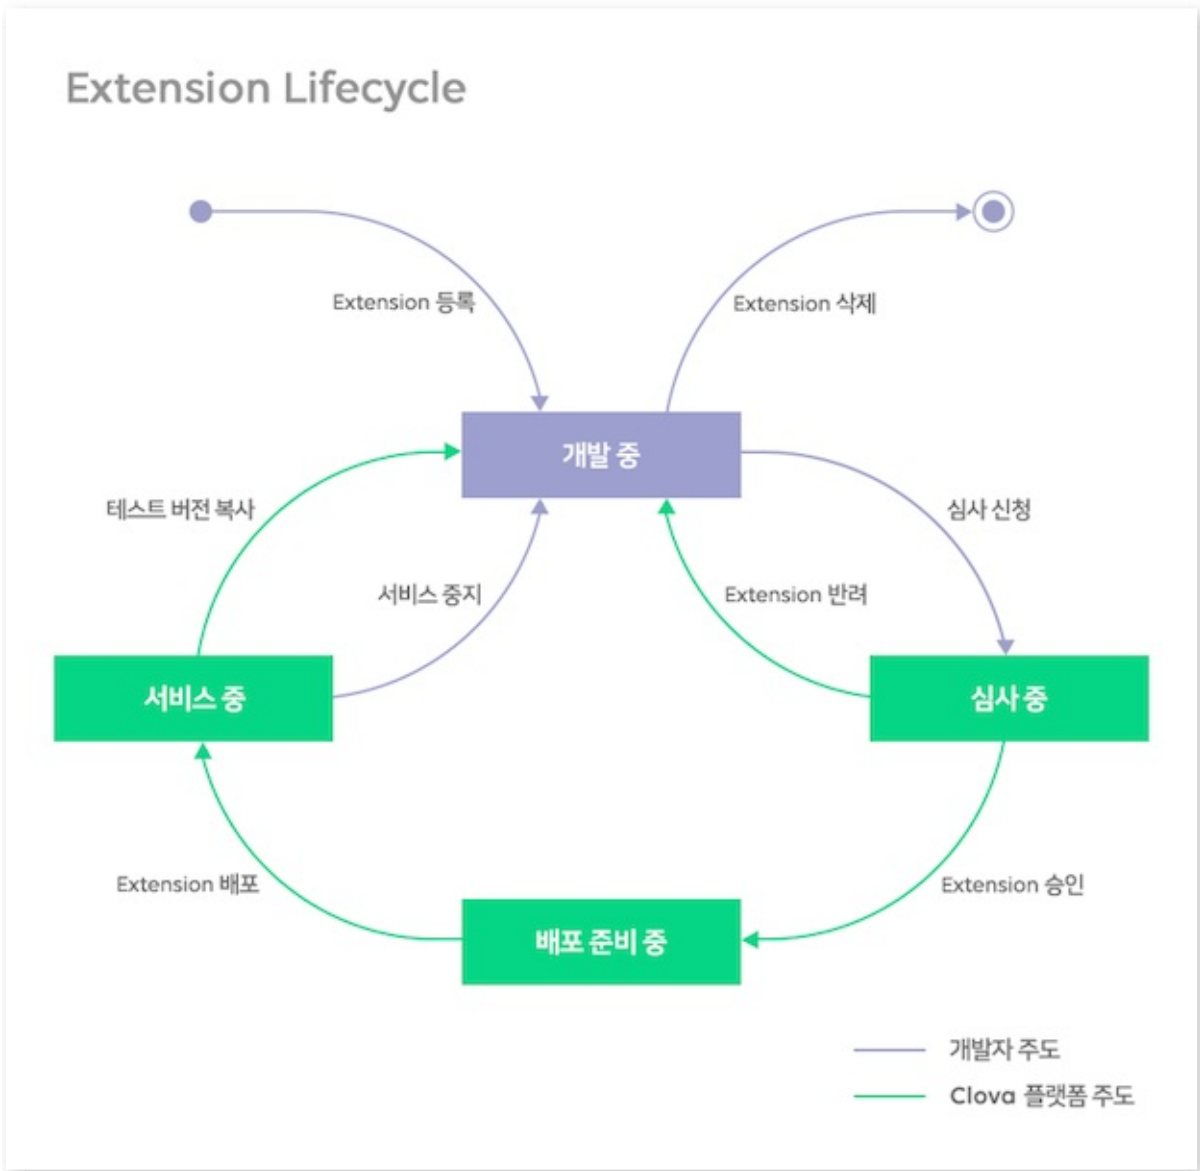 Extension Lifecycle
Extension 등록
Extension 삭제
개발 중
테스트 버전 복사
심사 신청
서비스 중지
Extension 반려
서비스 중
심사 중
Extension 배포
Extension 승인
배포 준비 중
개발자 주도
Clova 플랫폼 주도